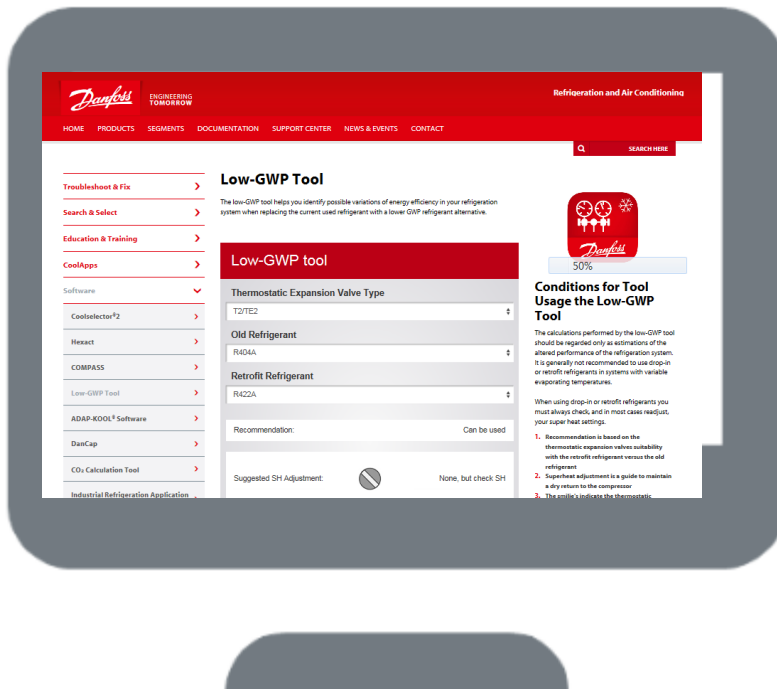 Danfoss
ENGINEERING
TOMORROW
Refrigeration and Air Conditioning
HOME PRODUCTS SEGMENTS DOCUMENTATION SUPPORT CENTER NEWS & EVENTS CONTACT
SEARCH HERE
Troubleshoot & Fix
Search & Select
Education & Training
CoolApps
Software
Coolselector®2
Hexact
COMPASS
Low-GWP Tool
ADAP-KOOL® Software
DanCap
CO₂ Calculation Tool
Industrial Refrigeration Application
Low-GWP Tool
The low-GWP tool helps you identify possible variations of energy efficiency in your refrigeration
system when replacing the current used refrigerant with a lower GWP refrigerant alternative.
Low-GWP tool
Thermostatic Expansion Valve Type
T2/TE2
Old Refrigerant
R404A
Retrofit Refrigerant
R422A
Recommendation: Can be used
Suggested SH Adjustment: None, but check SH
Danfoss
50%
Conditions for Tool
Usage the Low-GWP
Tool
The calculations performed by the low-GWP tool
should be regarded only as estimations of the
altered performance of the refrigeration system.
It is generally not recommended to use drop-in
or retrofit refrigerants in systems with variable
evaporating temperatures.
When using drop-in or retrofit refrigerants you
must always check, and in most cases readjust,
your super heat settings.
1. Recommendation is based on the
thermostatic expansion valves suitability
with the retrofit refrigerant versus the old
refrigerant
2. Superheat adjustment is a guide to maintain
a dry return to the compressor
3. The smilie's indicate the thermostatic